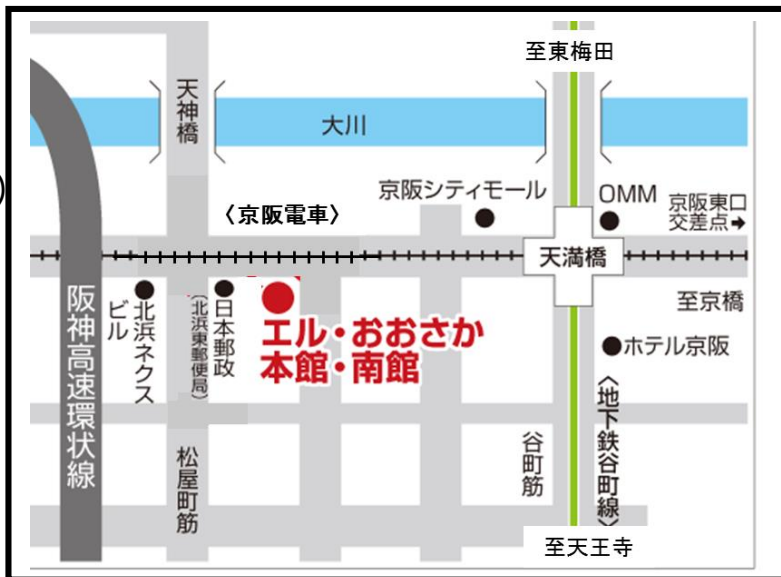 至東梅田
天神橋
大川
京阪シティモール
OMM
京阪東口
交差点➡
〈京阪電車〉
天満橋
至京橋
阪神高速環状線
北浜ネクス
ビル
日本郵政
(北浜東郵便局)
エル・おおさか
本館・南館
ホテル京阪
〈地下鉄谷町線〉
谷町筋
松屋町筋
至天王寺
)